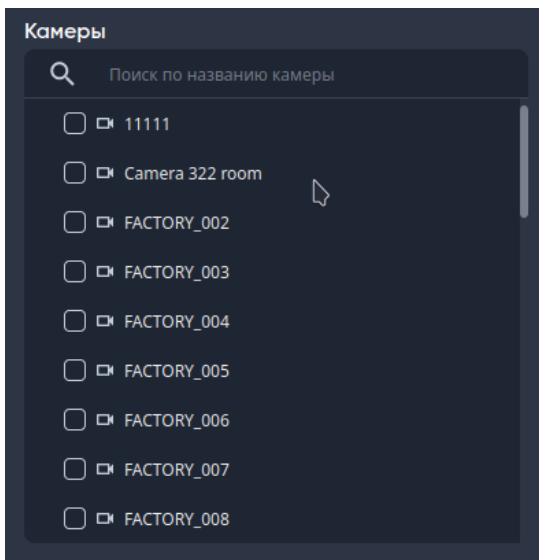 Камеры
Поиск по названию камеры
11111
Camera 322 room
FACTORY_002
FACTORY_003
FACTORY_004
FACTORY_005
FACTORY_006
FACTORY_007
FACTORY_008